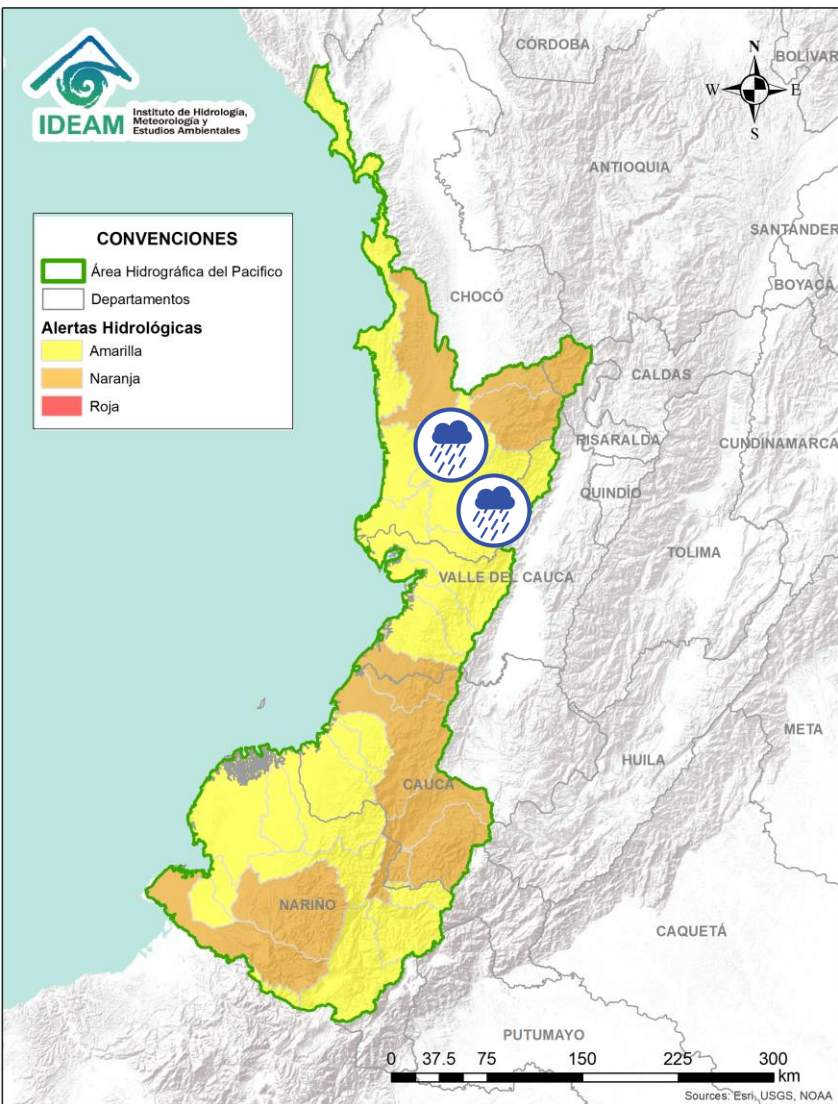 IDEAM
Instituto de Hidrología,
Meteorología y
Estudios Ambientales
CONVENCIONES
Área Hidrográfica del Pacifico
Departamentos
Alertas Hidrológicas
Amarilla
Naranja
Roja
N
W
E
S
CÓRDOBA
BOLÍVAR
ANTIOQUIA
SANTANDER
BOYACÁ
CHOCÓ
CALDAS
RISARALDA
CUNDINAMARCA
QUINDÍO
TOLIMA
VALLE DEL CAUCA
META
HUILA
CAUCA
NARIÑO
CAQUETÁ
PUTUMAYO
0 37.5 75 150 225 300
km
Sources: Esri, USGS, NOAA